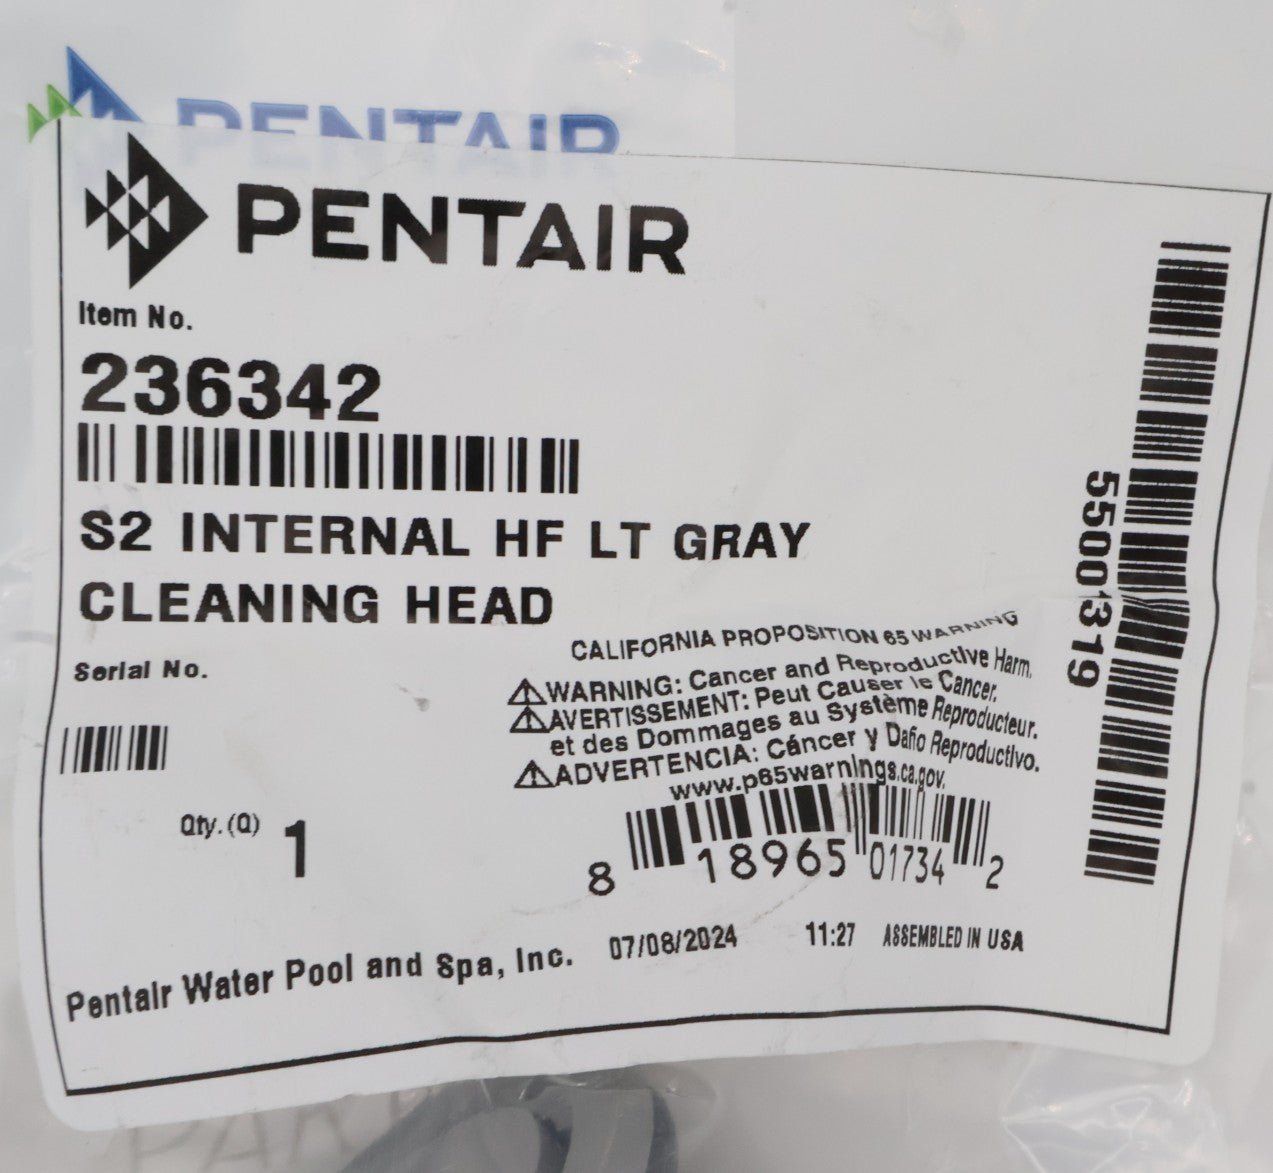 PENTAIR
PENTAIR
Item No.
236342
S2 INTERNAL HF LT GRAY
CLEANING HEAD
Serial No.
CALIFORNIA PROPOSITION 65 WARNING
WARNING: Cancer and Reproductive Harm.
AVERTISSEMENT: Peut Causer le Cancer.
et des Dommages au Système Reproducteur.
ADVERTENCIA: Cáncer y Daño Reproductivo.
www.p65warnings.ca.gov.
Qty.(Q) 1
8 18965 01734 2
Pentair Water Pool and Spa, Inc. 07/08/2024 11:27 ASSEMBLED IN USA
5500319